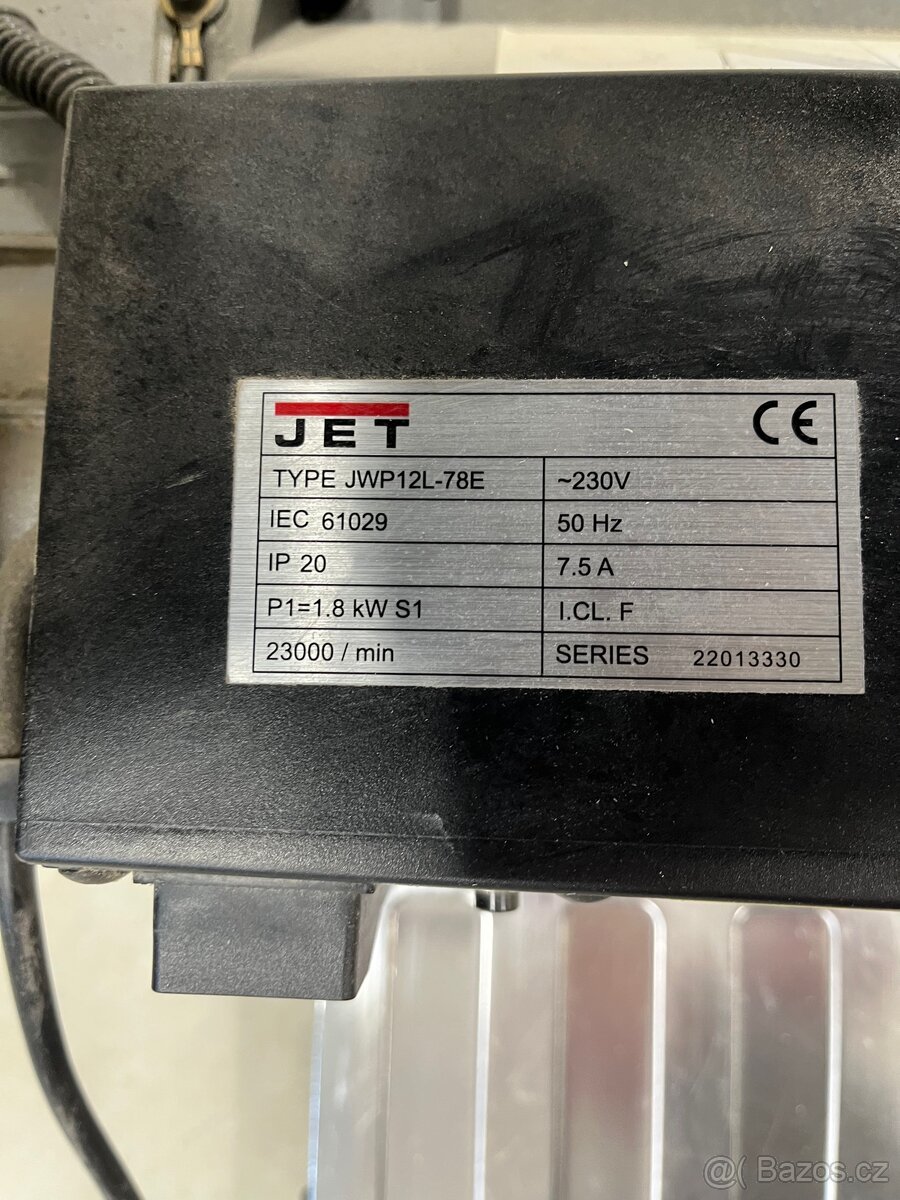 JET
CE
TYPE JWP12L-78E ~230V
IEC 61029 50 Hz
IP 20 7.5 A
P1=1.8 kW S1 I.CL. F
23000 / min SERIES 22013330
@( Bazos.cz